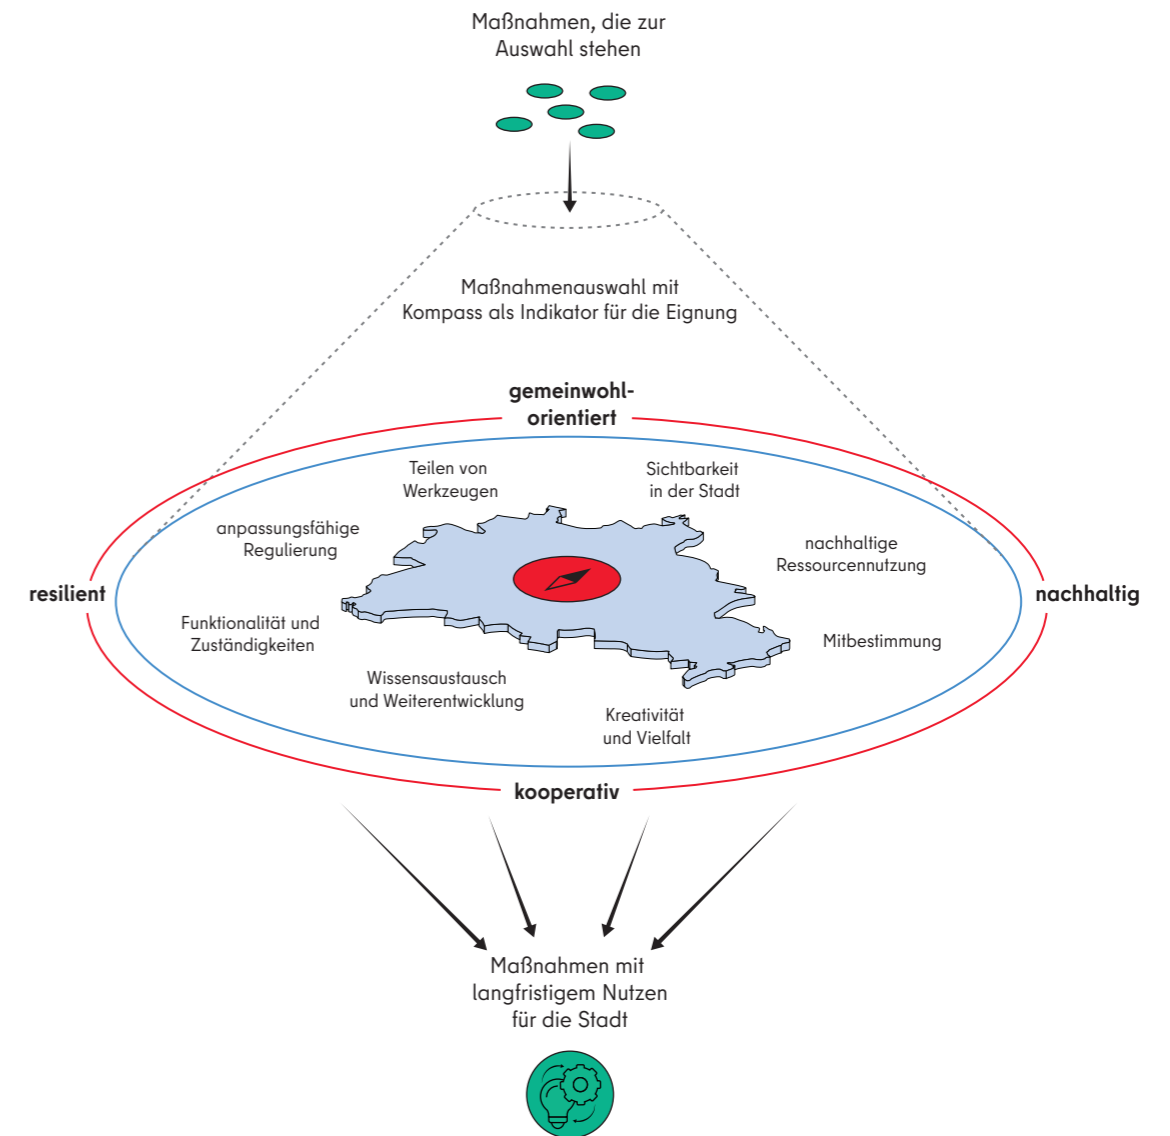 Maßnahmen, die zur
Auswahl stehen
Maßnahmenauswahl mit
Kompass als Indikator für die Eignung
gemeinwohl-
orientiert
Teilen von
Werkzeugen
Sichtbarkeit
in der Stadt
anpassungsfähige
Regulierung
nachhaltige
Ressourcennutzung
resilient
nachhaltig
Funktionalität und
Zuständigkeiten
Mitbestimmung
Wissensaustausch
und Weiterentwicklung
Kreativität
und Vielfalt
kooperativ
Maßnahmen mit
langfristigem Nutzen
für die Stadt